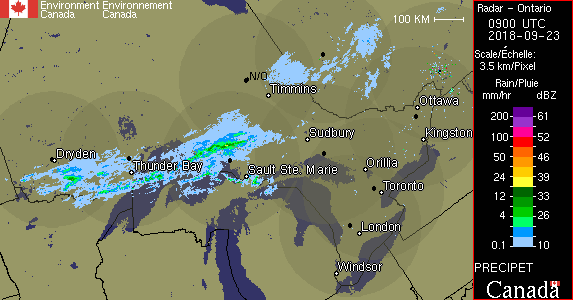 Environment Environnement
Canada Canada
100 KM
N/O
Timmins
Ottawa
Sudbury
Kingston
Dryden
Thunder Bay
Sault Ste. Marie
Orillia
Toronto
London
Windsor
Radar - Ontario
0900 UTC
2018-09-23
Scale/Échelle:
3.5 km/Pixel
Rain/Pluie
mm/hr dBZ
200 61
100 52
50 46
24 39
12 33
4 26
0.1 10
PRECIPET
Canada